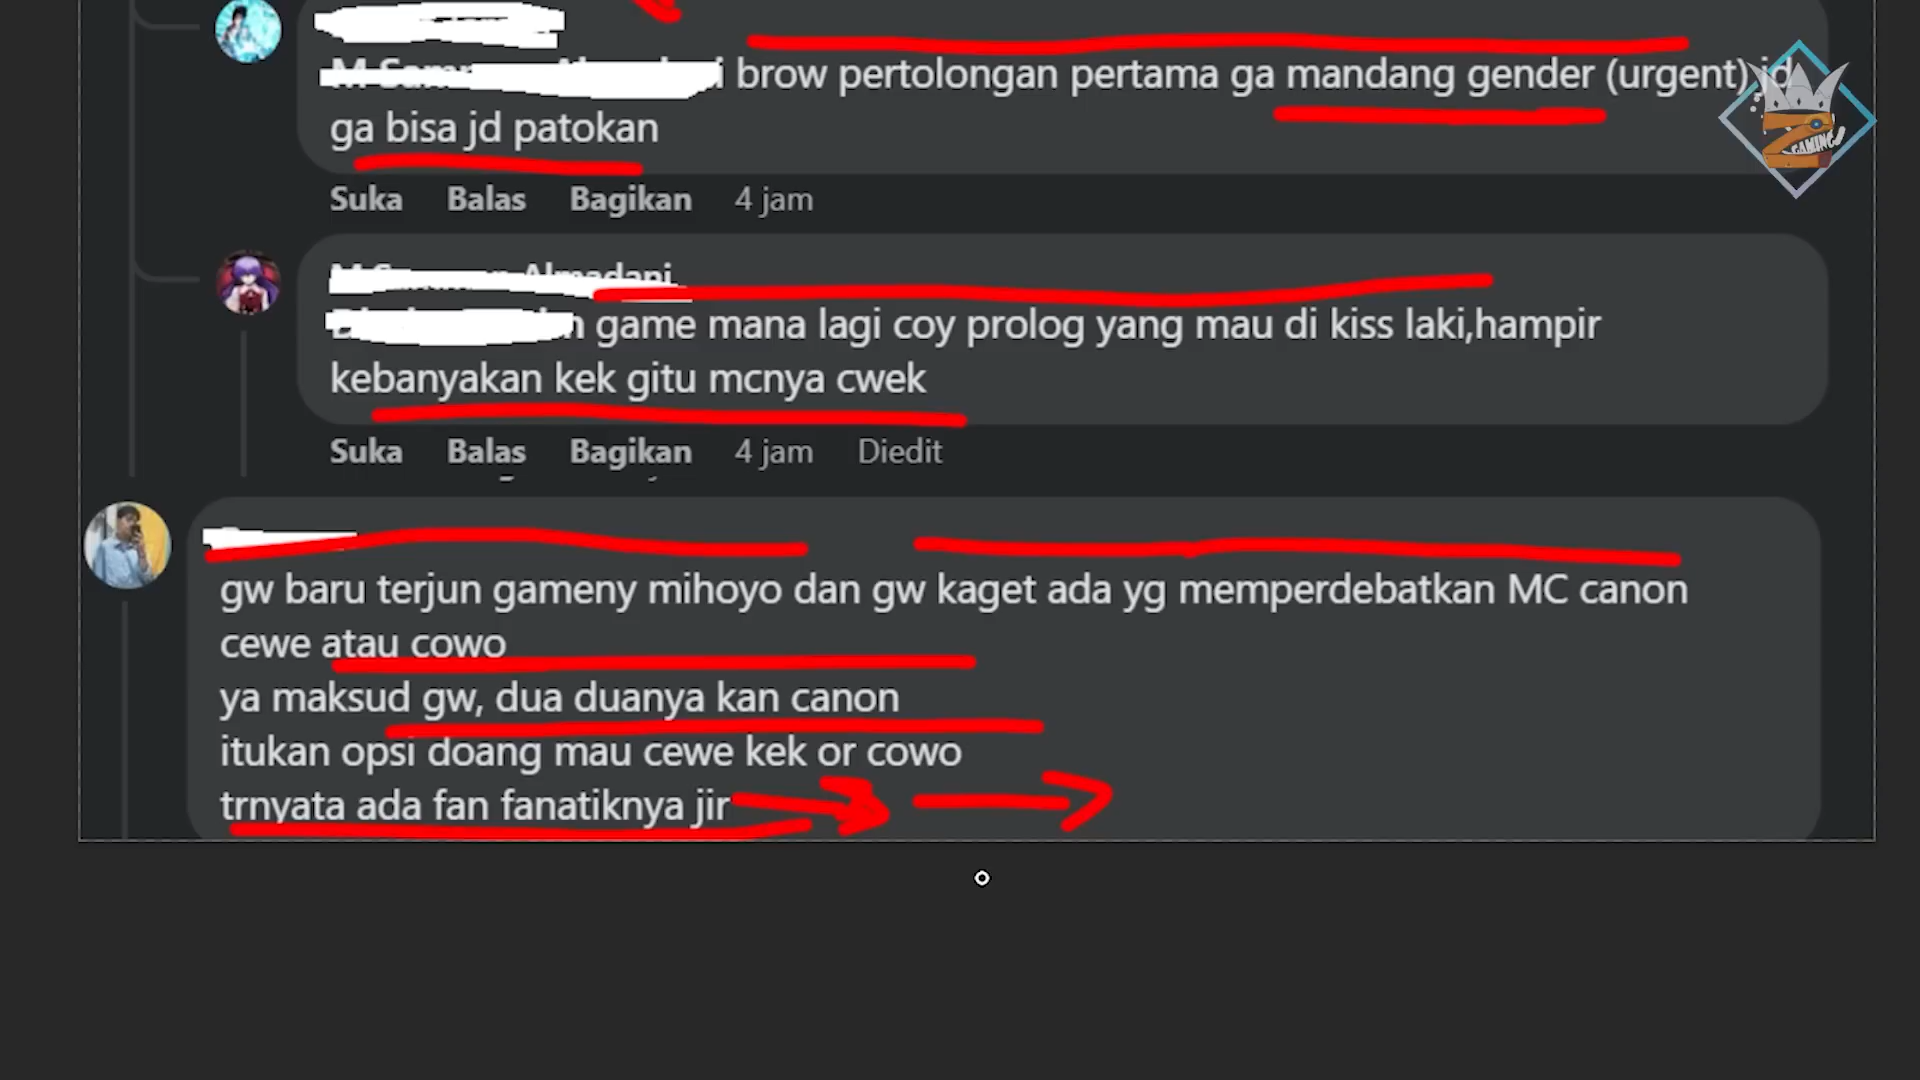 brow pertolongan pertama ga mandang gender (urgent),jd
ga bisa jd patokan
Suka Balas Bagikan 4 jam
game mana lagi coy prolog yang mau di kiss laki,hampir
kebanyakan kek gitu mcnya cwek
Suka Balas Bagikan 4 jam Diedit
gw baru terjun gameny mihoyo dan gw kaget ada yg memperdebatkan MC canon
cewe atau cowo
ya maksud gw, dua duanya kan canon
itukan opsi doang mau cewe kek or cowo
trnyata ada fan fanatiknya jir
GAMING